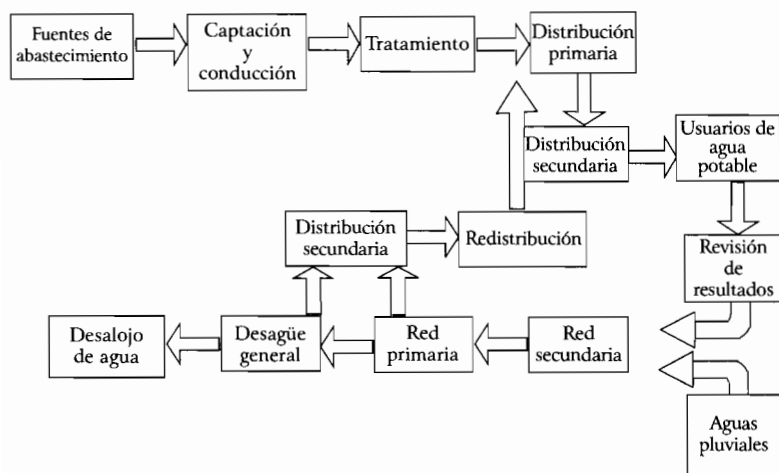 Fuentes de
abastecimiento
Captación
y
conducción
Tratamiento
Distribución
primaria
Distribución
secundaria
Usuarios de
agua
potable
Distribución
secundaria
Redistribución
Revisión
de
resultados
Desalojo
de agua
Desagüe
general
Red
primaria
Red
secundaria
Aguas
pluviales